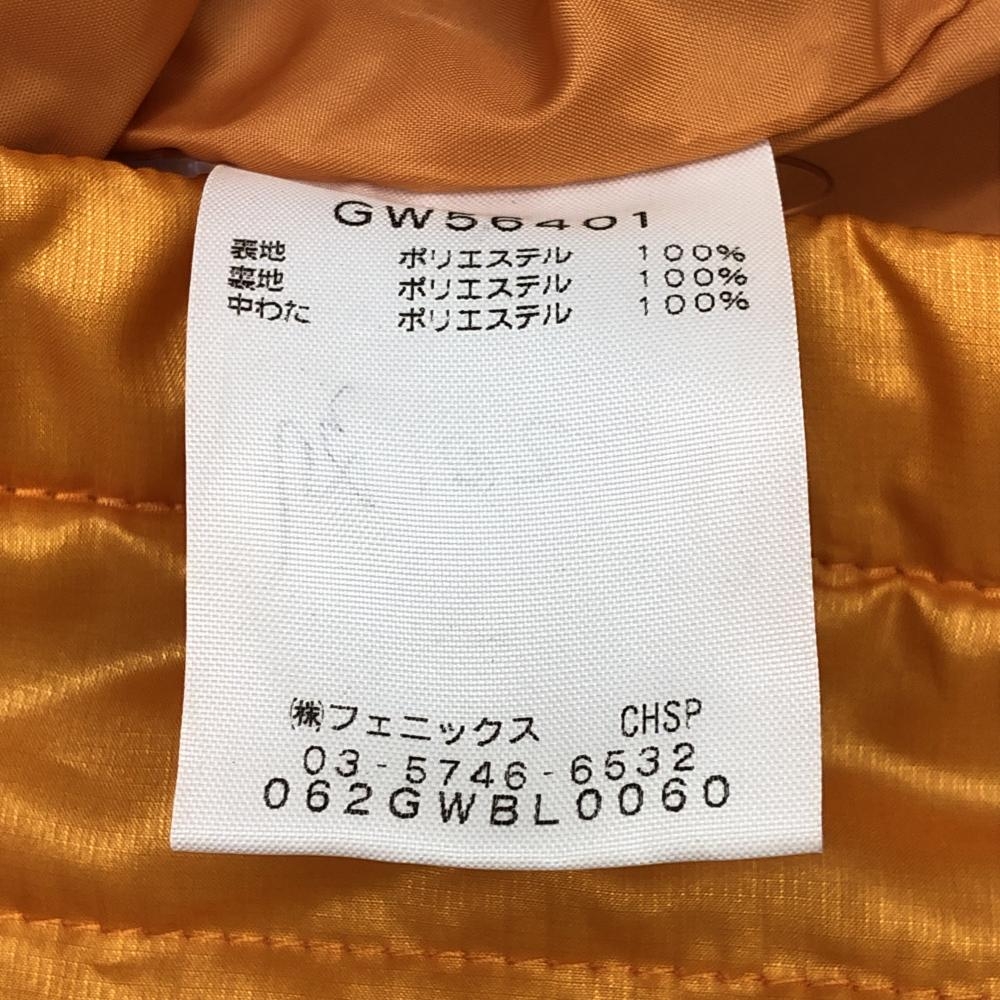 GW56401
表地 ポリエステル 100%
裏地 ポリエステル 100%
中わた ポリエステル 100%
㈱フェニックス CHSP
03-5746-6532
062GWBL0060